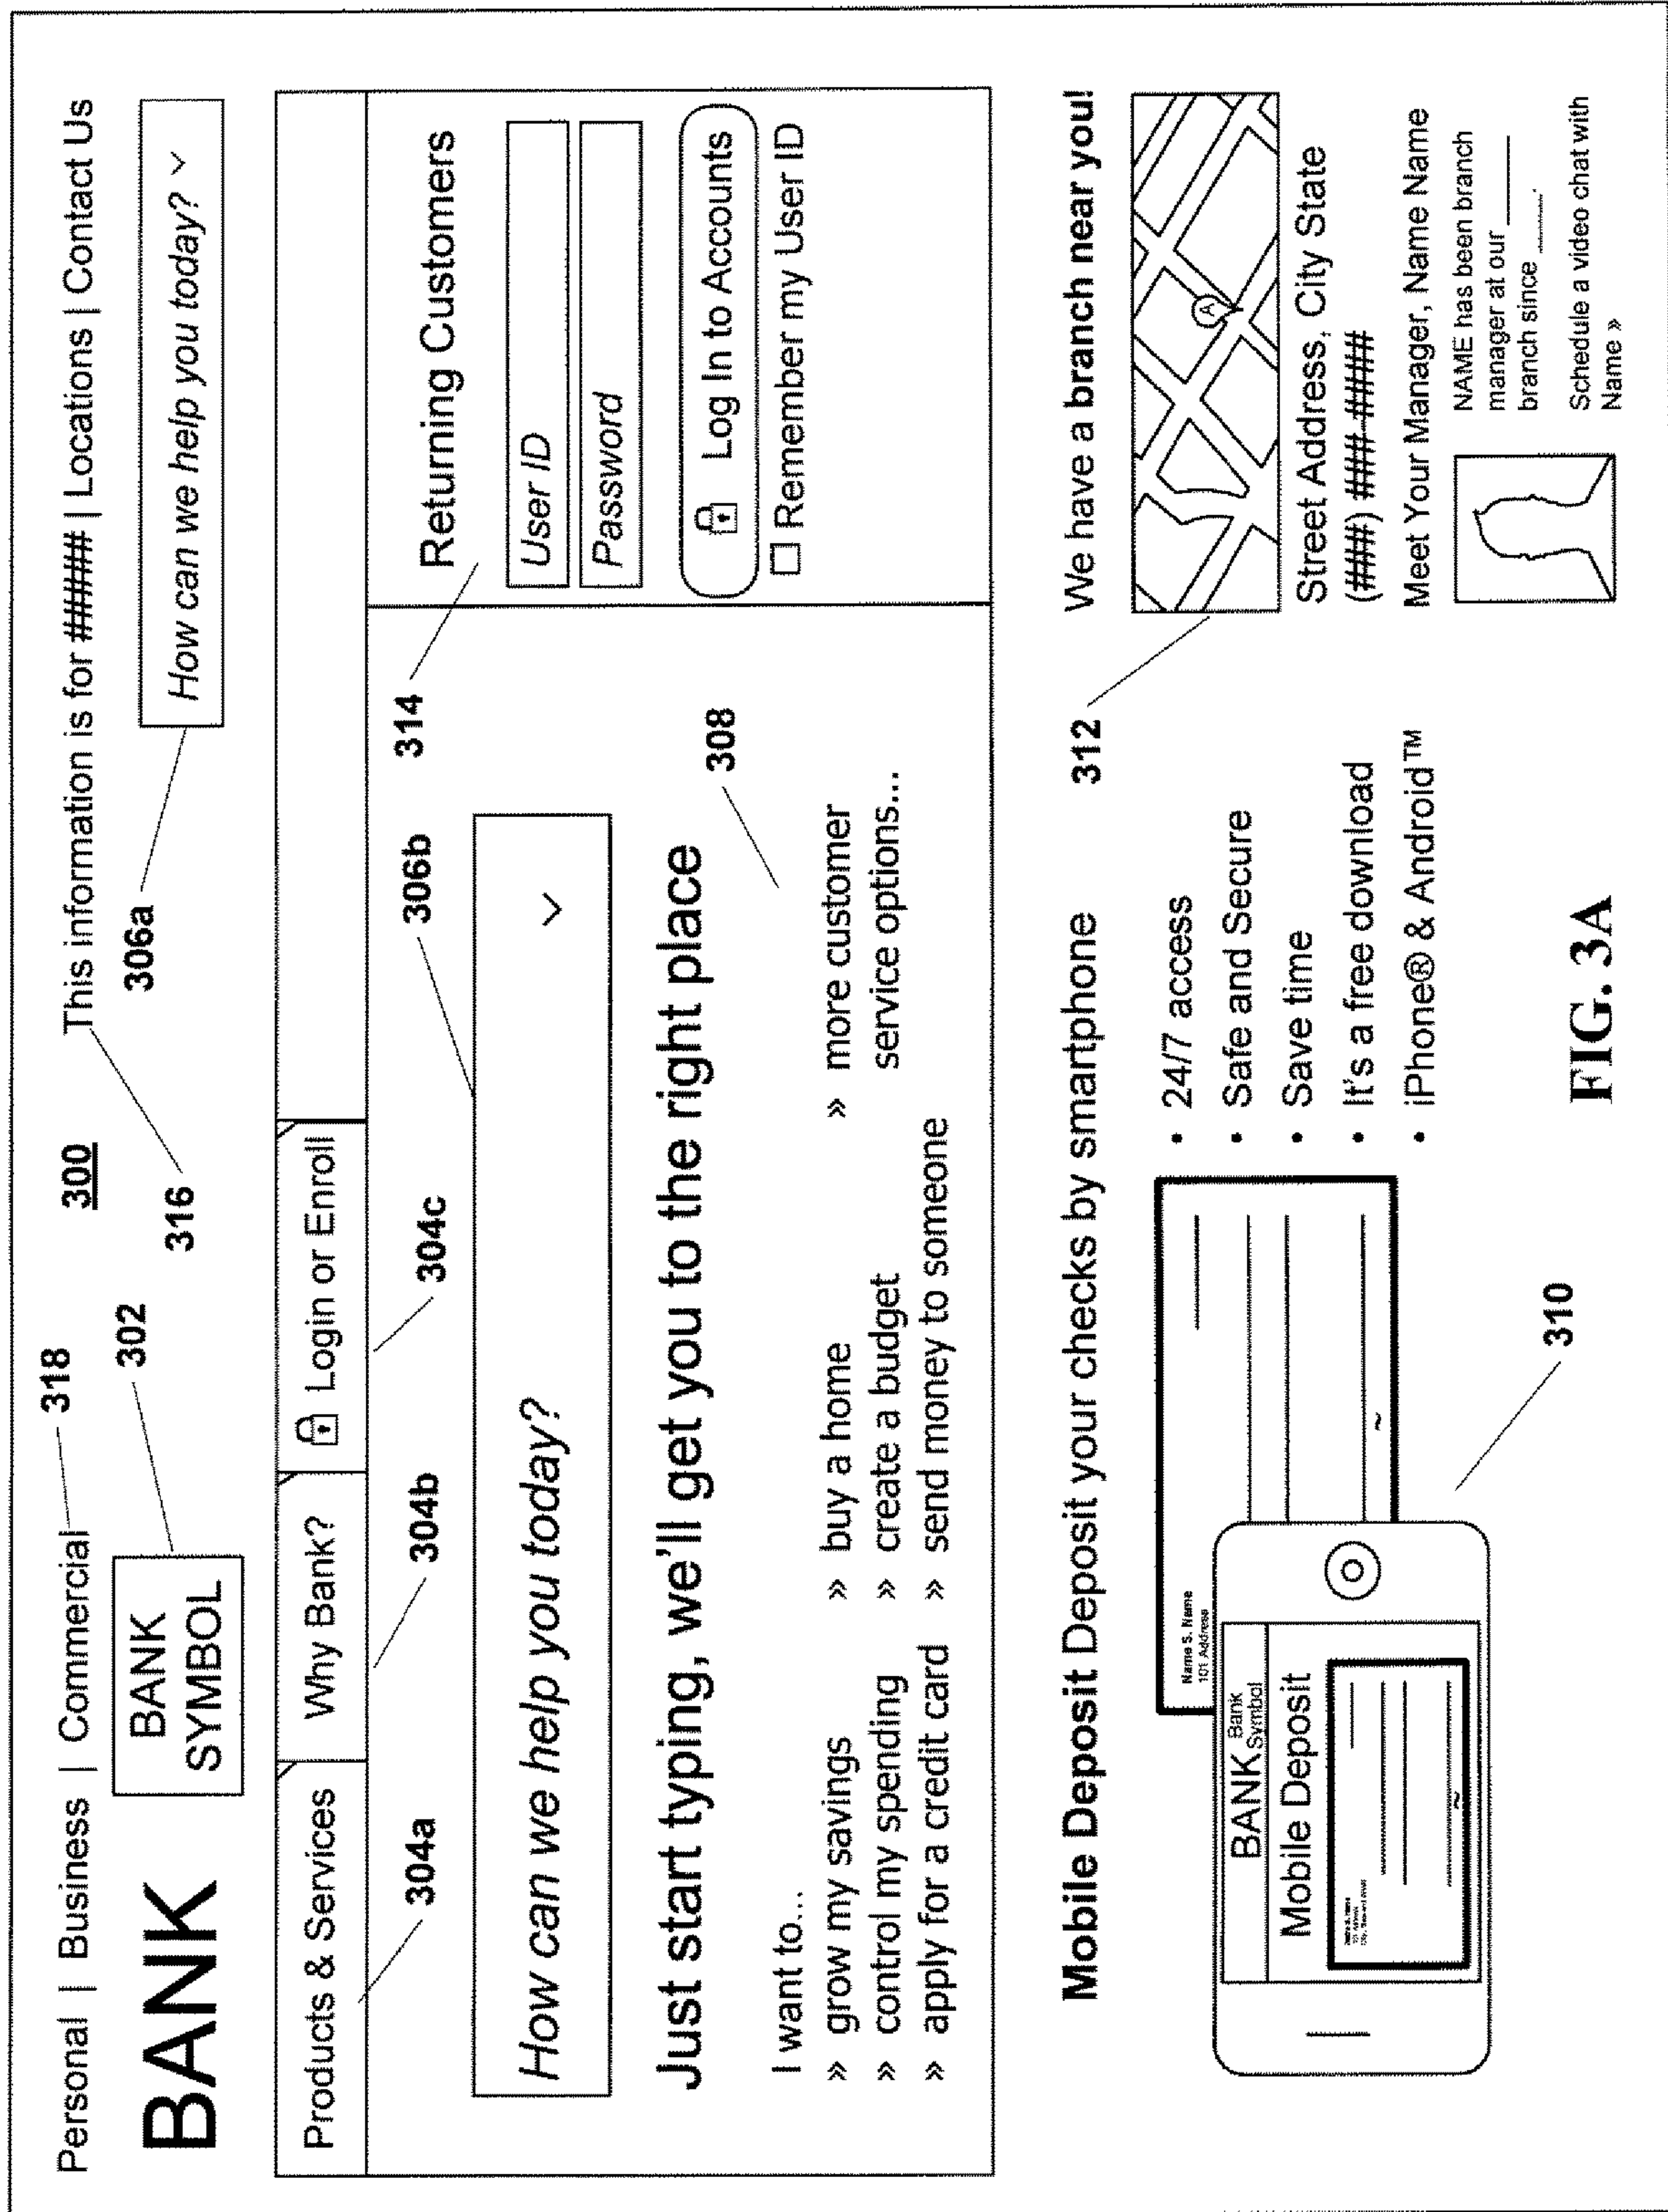 Personal | Business | Commercial
318
300
This information is for ##### | Locations | Contact Us
BANK
BANK
SYMBOL
302
316
306a
How can we help you today?
Products & Services
Why Bank?
Login or Enroll
304a
304b
304c
306b
314
How can we help you today?
Just start typing, we'll get you to the right place
308
I want to...
» grow my savings
» control my spending
» apply for a credit card
» buy a home
» create a budget
» send money to someone
» more customer
service options...
Returning Customers
User ID
Password
Log In to Accounts
Remember my User ID
Mobile Deposit Deposit your checks by smartphone
Name S. Name
101 Address
BANK Bank
Symbol
Mobile Deposit
310
• 24/7 access
• Safe and Secure
• Save time
• It's a free download
• iPhone® & Android™
312
We have a branch near you!
A
Street Address, City State
(###) ### ####
Meet Your Manager, Name Name
NAME has been branch
manager at our ____
branch since ____.
Schedule a video chat with
Name »
FIG. 3A